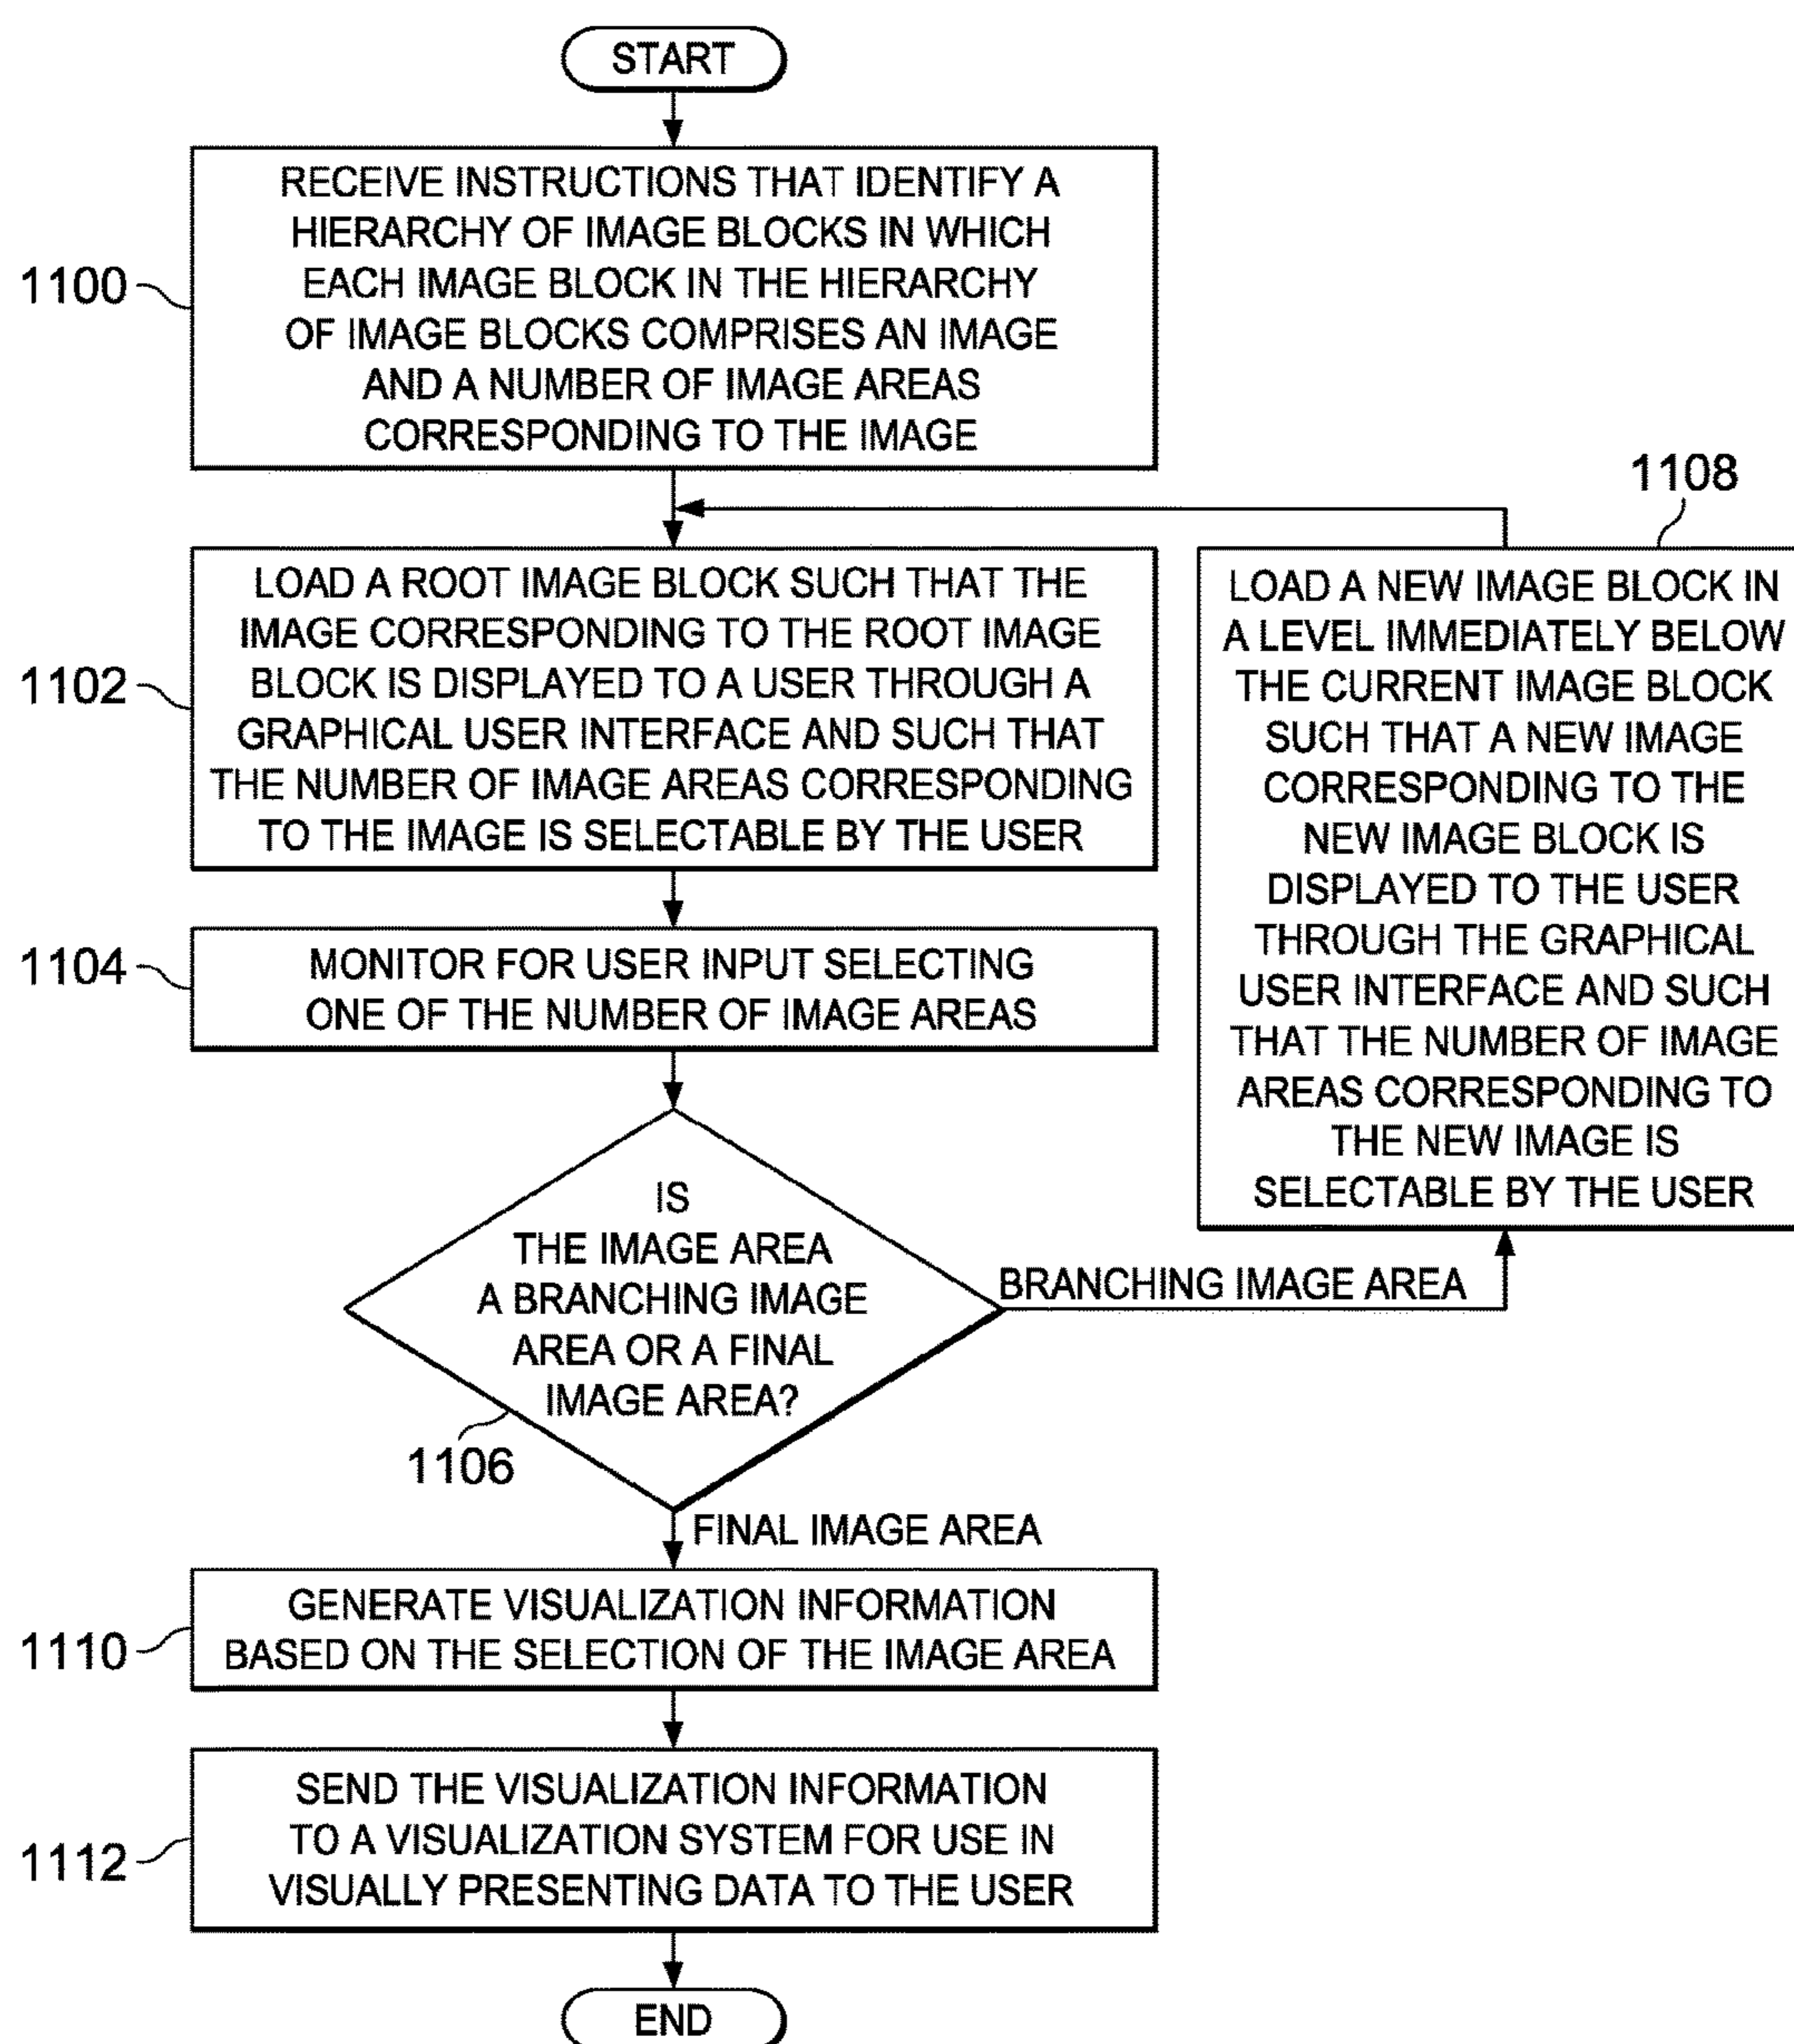 START
1100
RECEIVE INSTRUCTIONS THAT IDENTIFY A
HIERARCHY OF IMAGE BLOCKS IN WHICH
EACH IMAGE BLOCK IN THE HIERARCHY
OF IMAGE BLOCKS COMPRISES AN IMAGE
AND A NUMBER OF IMAGE AREAS
CORRESPONDING TO THE IMAGE
1102
LOAD A ROOT IMAGE BLOCK SUCH THAT THE
IMAGE CORRESPONDING TO THE ROOT IMAGE
BLOCK IS DISPLAYED TO A USER THROUGH A
GRAPHICAL USER INTERFACE AND SUCH THAT
THE NUMBER OF IMAGE AREAS CORRESPONDING
TO THE IMAGE IS SELECTABLE BY THE USER
1104
MONITOR FOR USER INPUT SELECTING
ONE OF THE NUMBER OF IMAGE AREAS
IS
THE IMAGE AREA
A BRANCHING IMAGE
AREA OR A FINAL
IMAGE AREA?
1106
BRANCHING IMAGE AREA
1108
LOAD A NEW IMAGE BLOCK IN
A LEVEL IMMEDIATELY BELOW
THE CURRENT IMAGE BLOCK
SUCH THAT A NEW IMAGE
CORRESPONDING TO THE
NEW IMAGE BLOCK IS
DISPLAYED TO THE USER
THROUGH THE GRAPHICAL
USER INTERFACE AND SUCH
THAT THE NUMBER OF IMAGE
AREAS CORRESPONDING TO
THE NEW IMAGE IS
SELECTABLE BY THE USER
FINAL IMAGE AREA
1110
GENERATE VISUALIZATION INFORMATION
BASED ON THE SELECTION OF THE IMAGE AREA
1112
SEND THE VISUALIZATION INFORMATION
TO A VISUALIZATION SYSTEM FOR USE IN
VISUALLY PRESENTING DATA TO THE USER
END